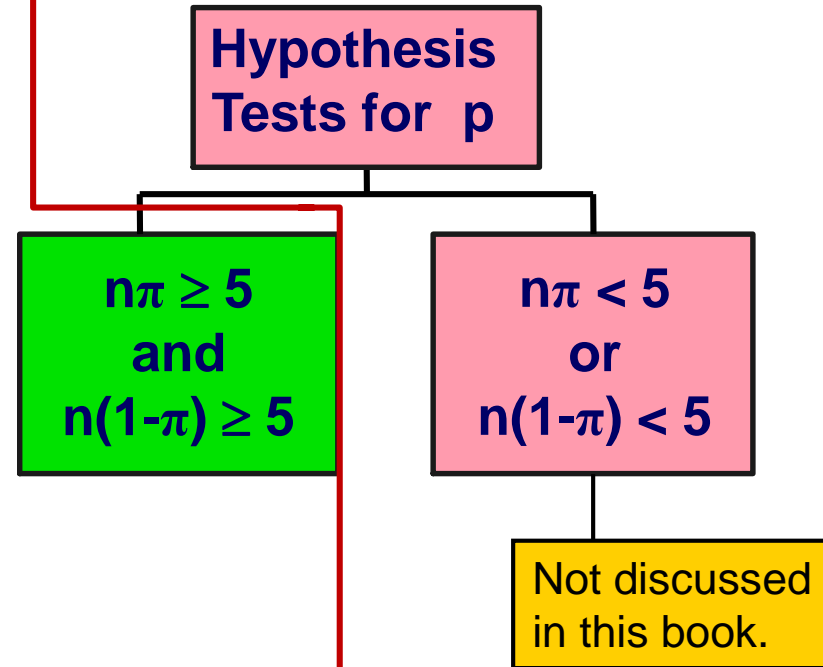 Hypothesis
Tests for p
nπ ≥ 5
and
n(1-π) ≥ 5
nπ < 5
or
n(1-π) < 5
Not discussed
in this book.